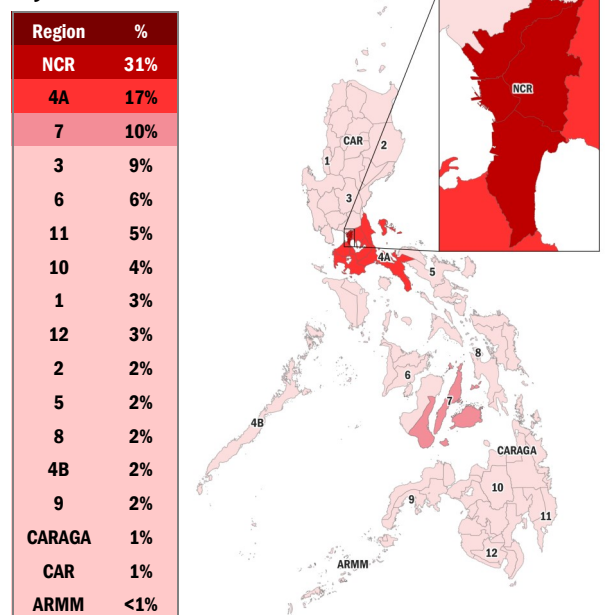 Region %
NCR 31%
4A 17%
7 10%
3 9%
6 6%
11 5%
10 4%
1 3%
12 3%
2 2%
5 2%
8 2%
4B 2%
9 2%
CARAGA 1%
CAR 1%
ARMM <1%
NCR
CAR
2
1
3
4A
5
8
6
7
4B
CARAGA
10
9
11
12
ARMM